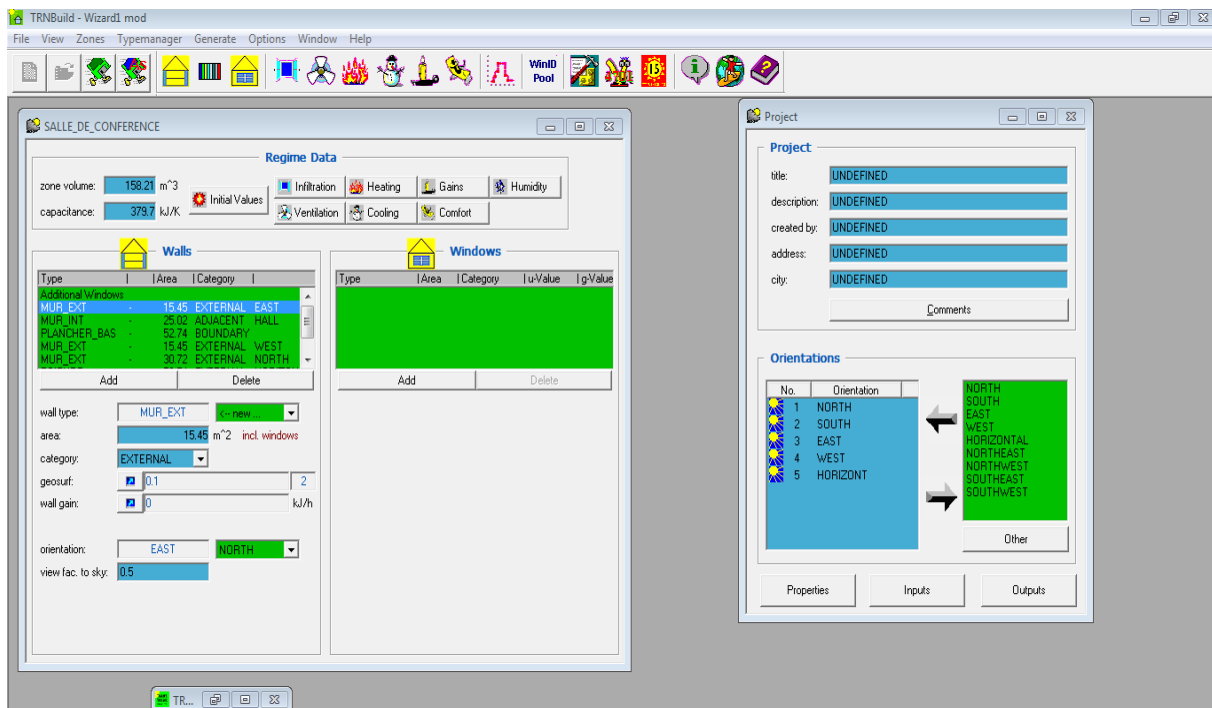 TRNBuild - Wizard1 mod
File View Zones Typemanager Generate Options Window Help
WinID
Pool
SALLE_DE_CONFERENCE
Regime Data
zone volume: 158.21 m^3
capacitance: 379.7 kJ/K
Initial Values
Infiltration Heating Gains Humidity
Ventilation Cooling Comfort
Walls
Type | | Area | Category |
Additional Windows
MUR_EXT - 15.45 EXTERNAL EAST
MUR_INT - 25.02 ADJACENT HALL
PLANCHER_BAS - 52.74 BOUNDARY
MUR_EXT - 15.45 EXTERNAL WEST
MUR_EXT - 30.72 EXTERNAL NORTH
Add Delete
wall type: MUR_EXT <-- new ...
area: 15.45 m^2 incl. windows
category: EXTERNAL
geosurf: 0.1 2
wall gain: 0 kJ/h
orientation: EAST NORTH
view fac. to sky: 0.5
Windows
Type | Area | Category | u-Value | g-Value
Add Delete
TR...
Project
Project
title: UNDEFINED
description: UNDEFINED
created by: UNDEFINED
address: UNDEFINED
city: UNDEFINED
Comments
Orientations
No. Orientation
1 NORTH
2 SOUTH
3 EAST
4 WEST
5 HORIZONT
NORTH
SOUTH
EAST
WEST
HORIZONTAL
NORTHEAST
NORTHWEST
SOUTHEAST
SOUTHWEST
Other
Properties Inputs Outputs